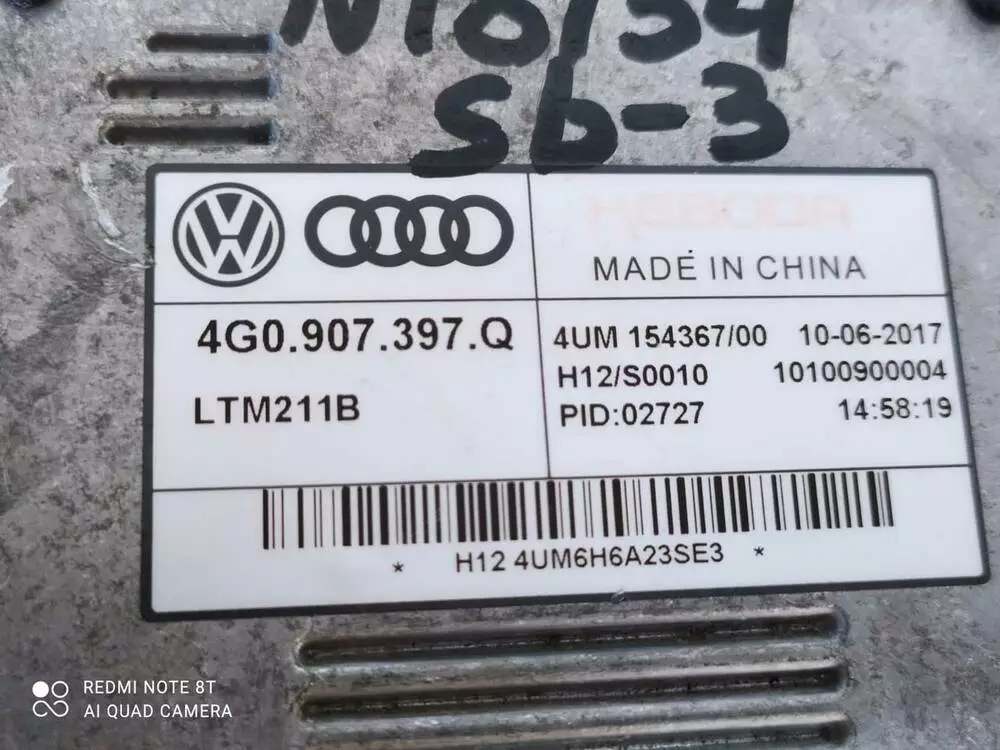 N10/34
Sb-3
KEBODA
MADE IN CHINA
4G0.907.397.Q
LTM211B
4UM 154367/00 10-06-2017
H12/S0010 10100900004
PID:02727 14:58:19
* H12 4UM6H6A23SE3 *
REDMI NOTE 8T
AI QUAD CAMERA